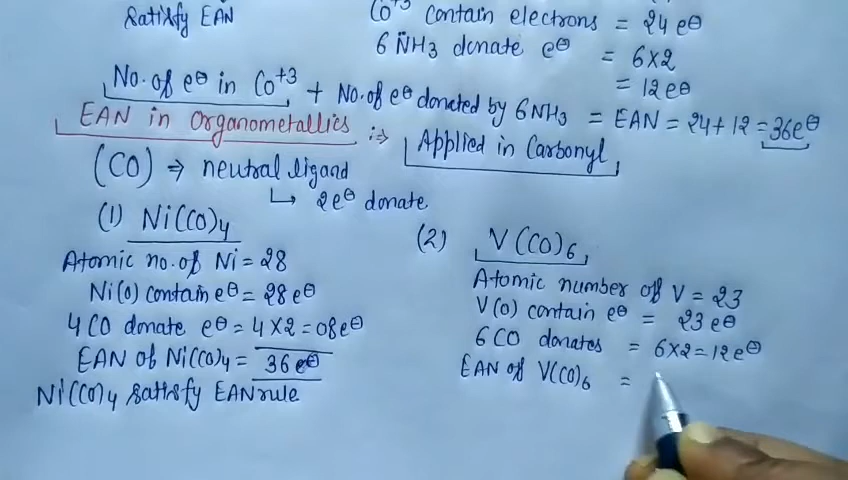 Satisfy EAN
Co+3 contain electrons = 24 e⊖
6 NH3 donate e⊖ = 6×2
= 12 e⊖
No. of e⊖ in Co+3 + No. of e⊖ donated by 6 NH3 = EAN = 24 + 12 = 36 e⊖
EAN in Organometallics :⇒ Applied in Carbonyl
(CO) ⇒ neutral ligand
↳ 2e⊖ donate
(1) Ni(CO)4
Atomic no. of Ni = 28
Ni(0) contain e⊖ = 28 e⊖
4 CO donate e⊖ = 4×2 = 08 e⊖
EAN of Ni(CO)4 = 36 e⊖
Ni(CO)4 satisfy EAN rule
(2) V(CO)6
Atomic number of V = 23
V(0) contain e⊖ = 23 e⊖
6 CO donates = 6×2 = 12 e⊖
EAN of V(CO)6 =